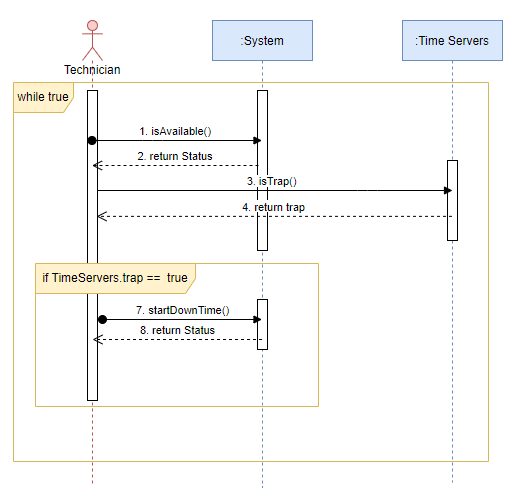 :System
:Time Servers
Technician
while true
1. isAvailable()
2. return Status
3. isTrap()
4. return trap
if TimeServers.trap == true
7. startDownTime()
8. return Status